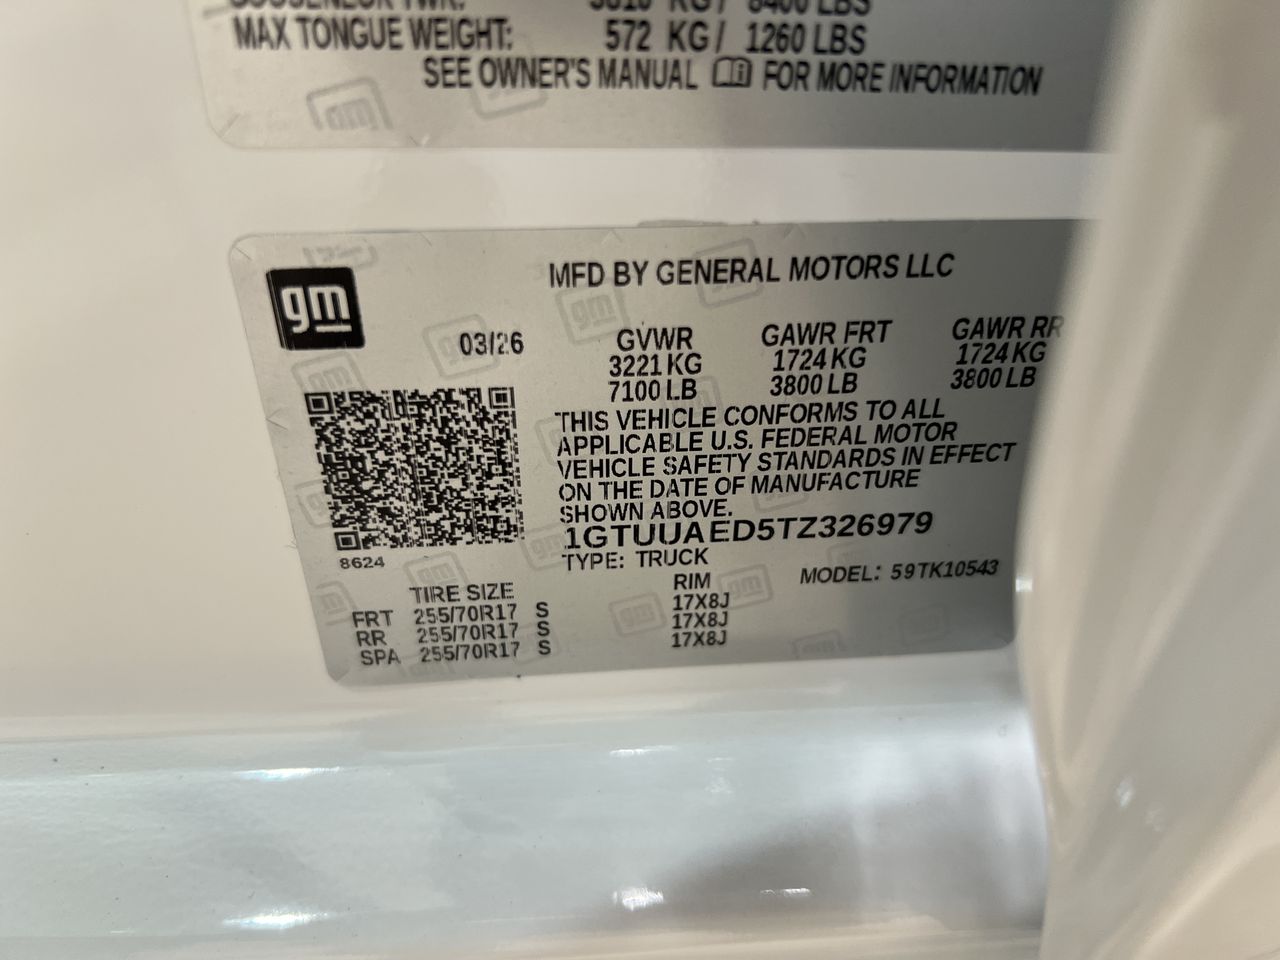 MAX TONGUE WEIGHT: 572 KG / 1260 LBS
SEE OWNER'S MANUAL FOR MORE INFORMATION
gm
MFD BY GENERAL MOTORS LLC
03/26 GVWR GAWR FRT GAWR RR
3221 KG 1724 KG 1724 KG
7100 LB 3800 LB 3800 LB
THIS VEHICLE CONFORMS TO ALL
APPLICABLE U.S. FEDERAL MOTOR
VEHICLE SAFETY STANDARDS IN EFFECT
ON THE DATE OF MANUFACTURE
SHOWN ABOVE.
1GTUUAED5TZ326979
8624
TYPE: TRUCK MODEL: 59TK10543
TIRE SIZE RIM
FRT 255/70R17 S 17X8J
RR 255/70R17 S 17X8J
SPA 255/70R17 S 17X8J